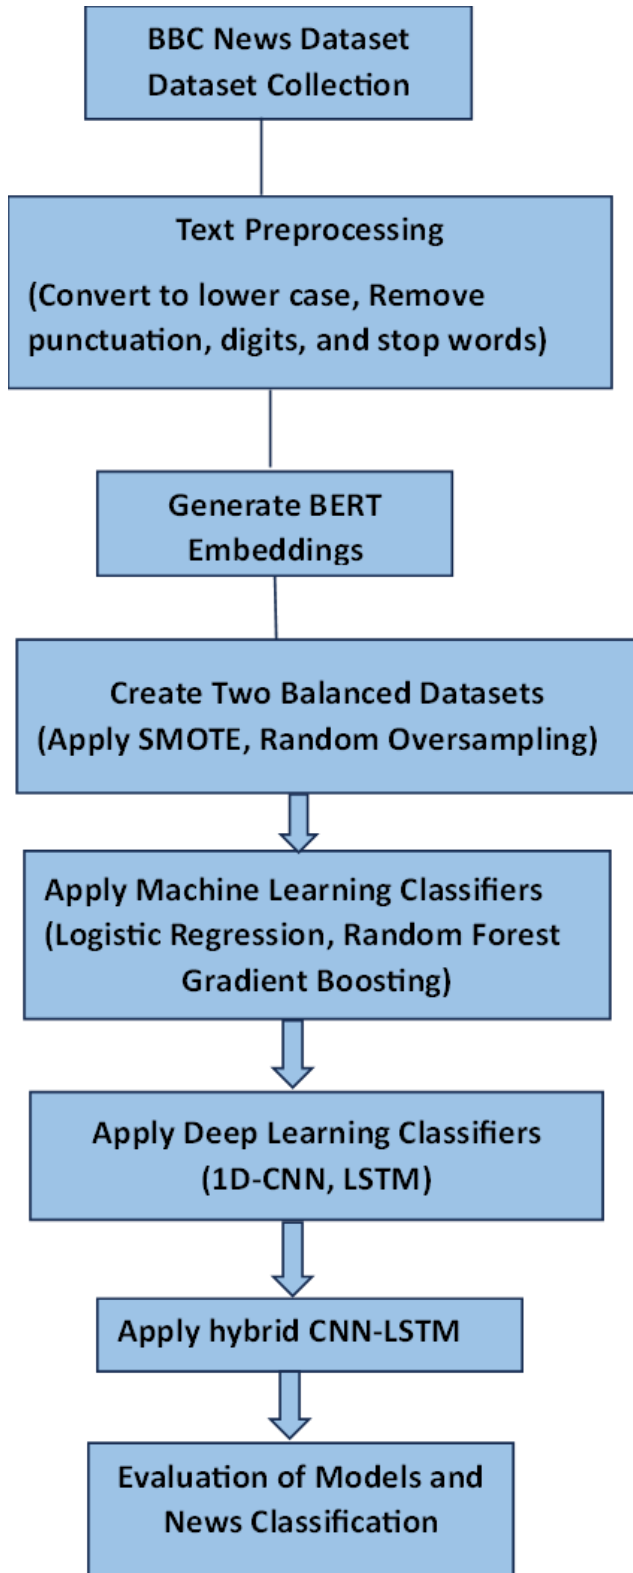 BBC News Dataset
Dataset Collection
Text Preprocessing
(Convert to lower case, Remove
punctuation, digits, and stop words)
Generate BERT
Embeddings
Create Two Balanced Datasets
(Apply SMOTE, Random Oversampling)
Apply Machine Learning Classifiers
(Logistic Regression, Random Forest
Gradient Boosting)
Apply Deep Learning Classifiers
(1D-CNN, LSTM)
Apply hybrid CNN-LSTM
Evaluation of Models and
News Classification